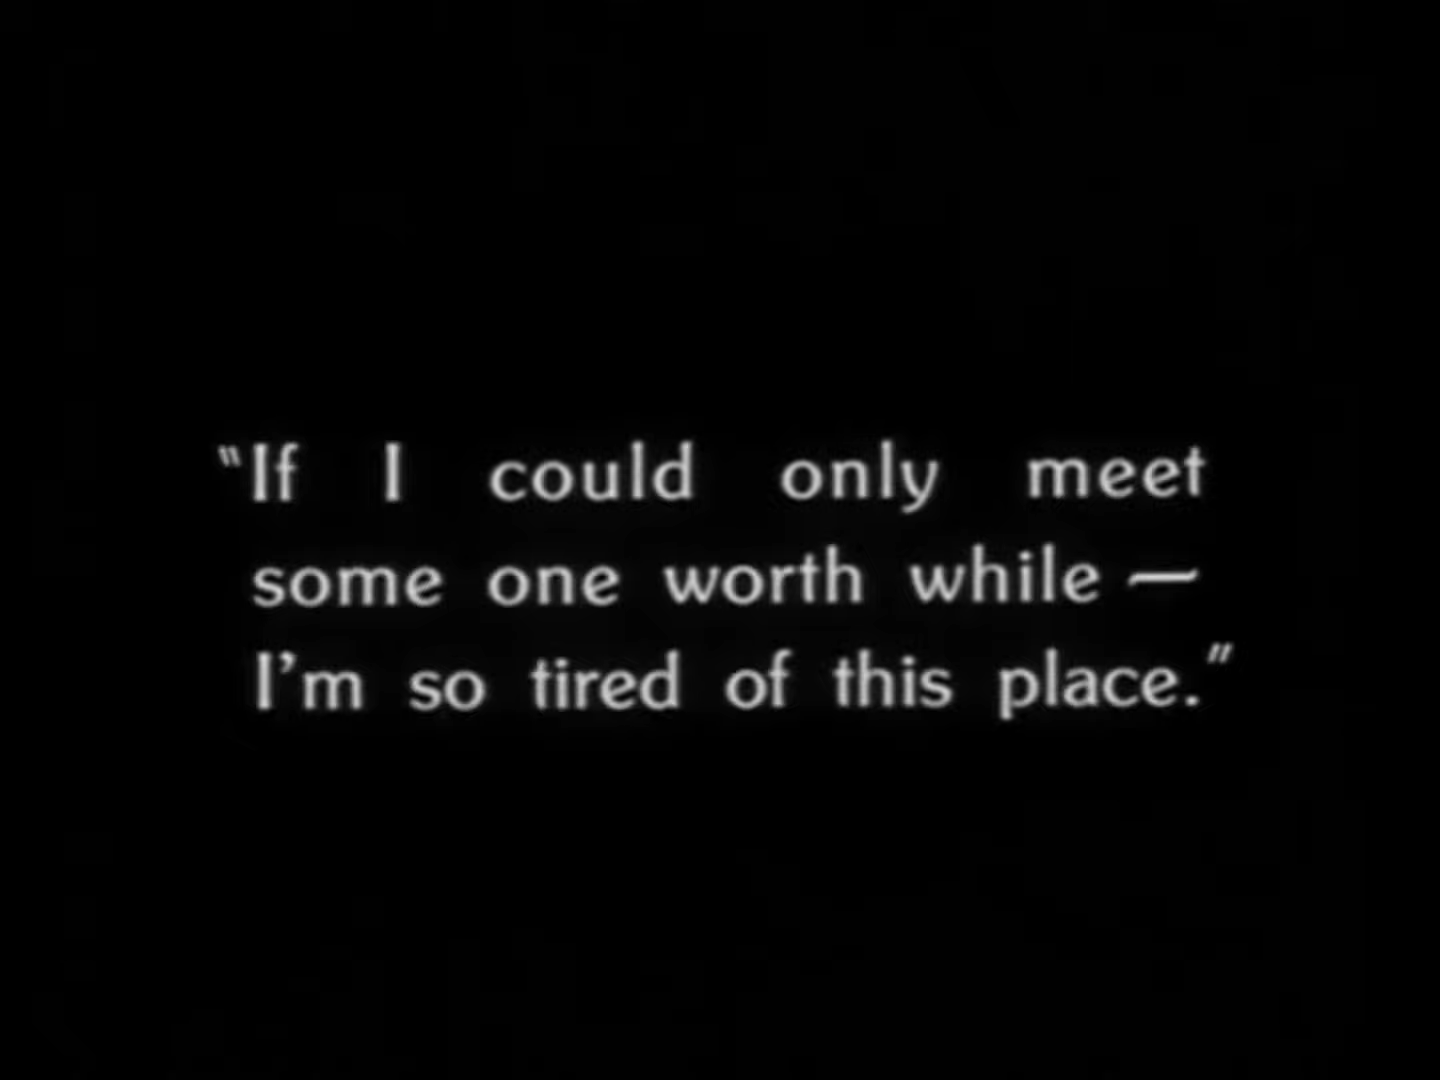 "If I could only meet
some one worth while —
I'm so tired of this place."